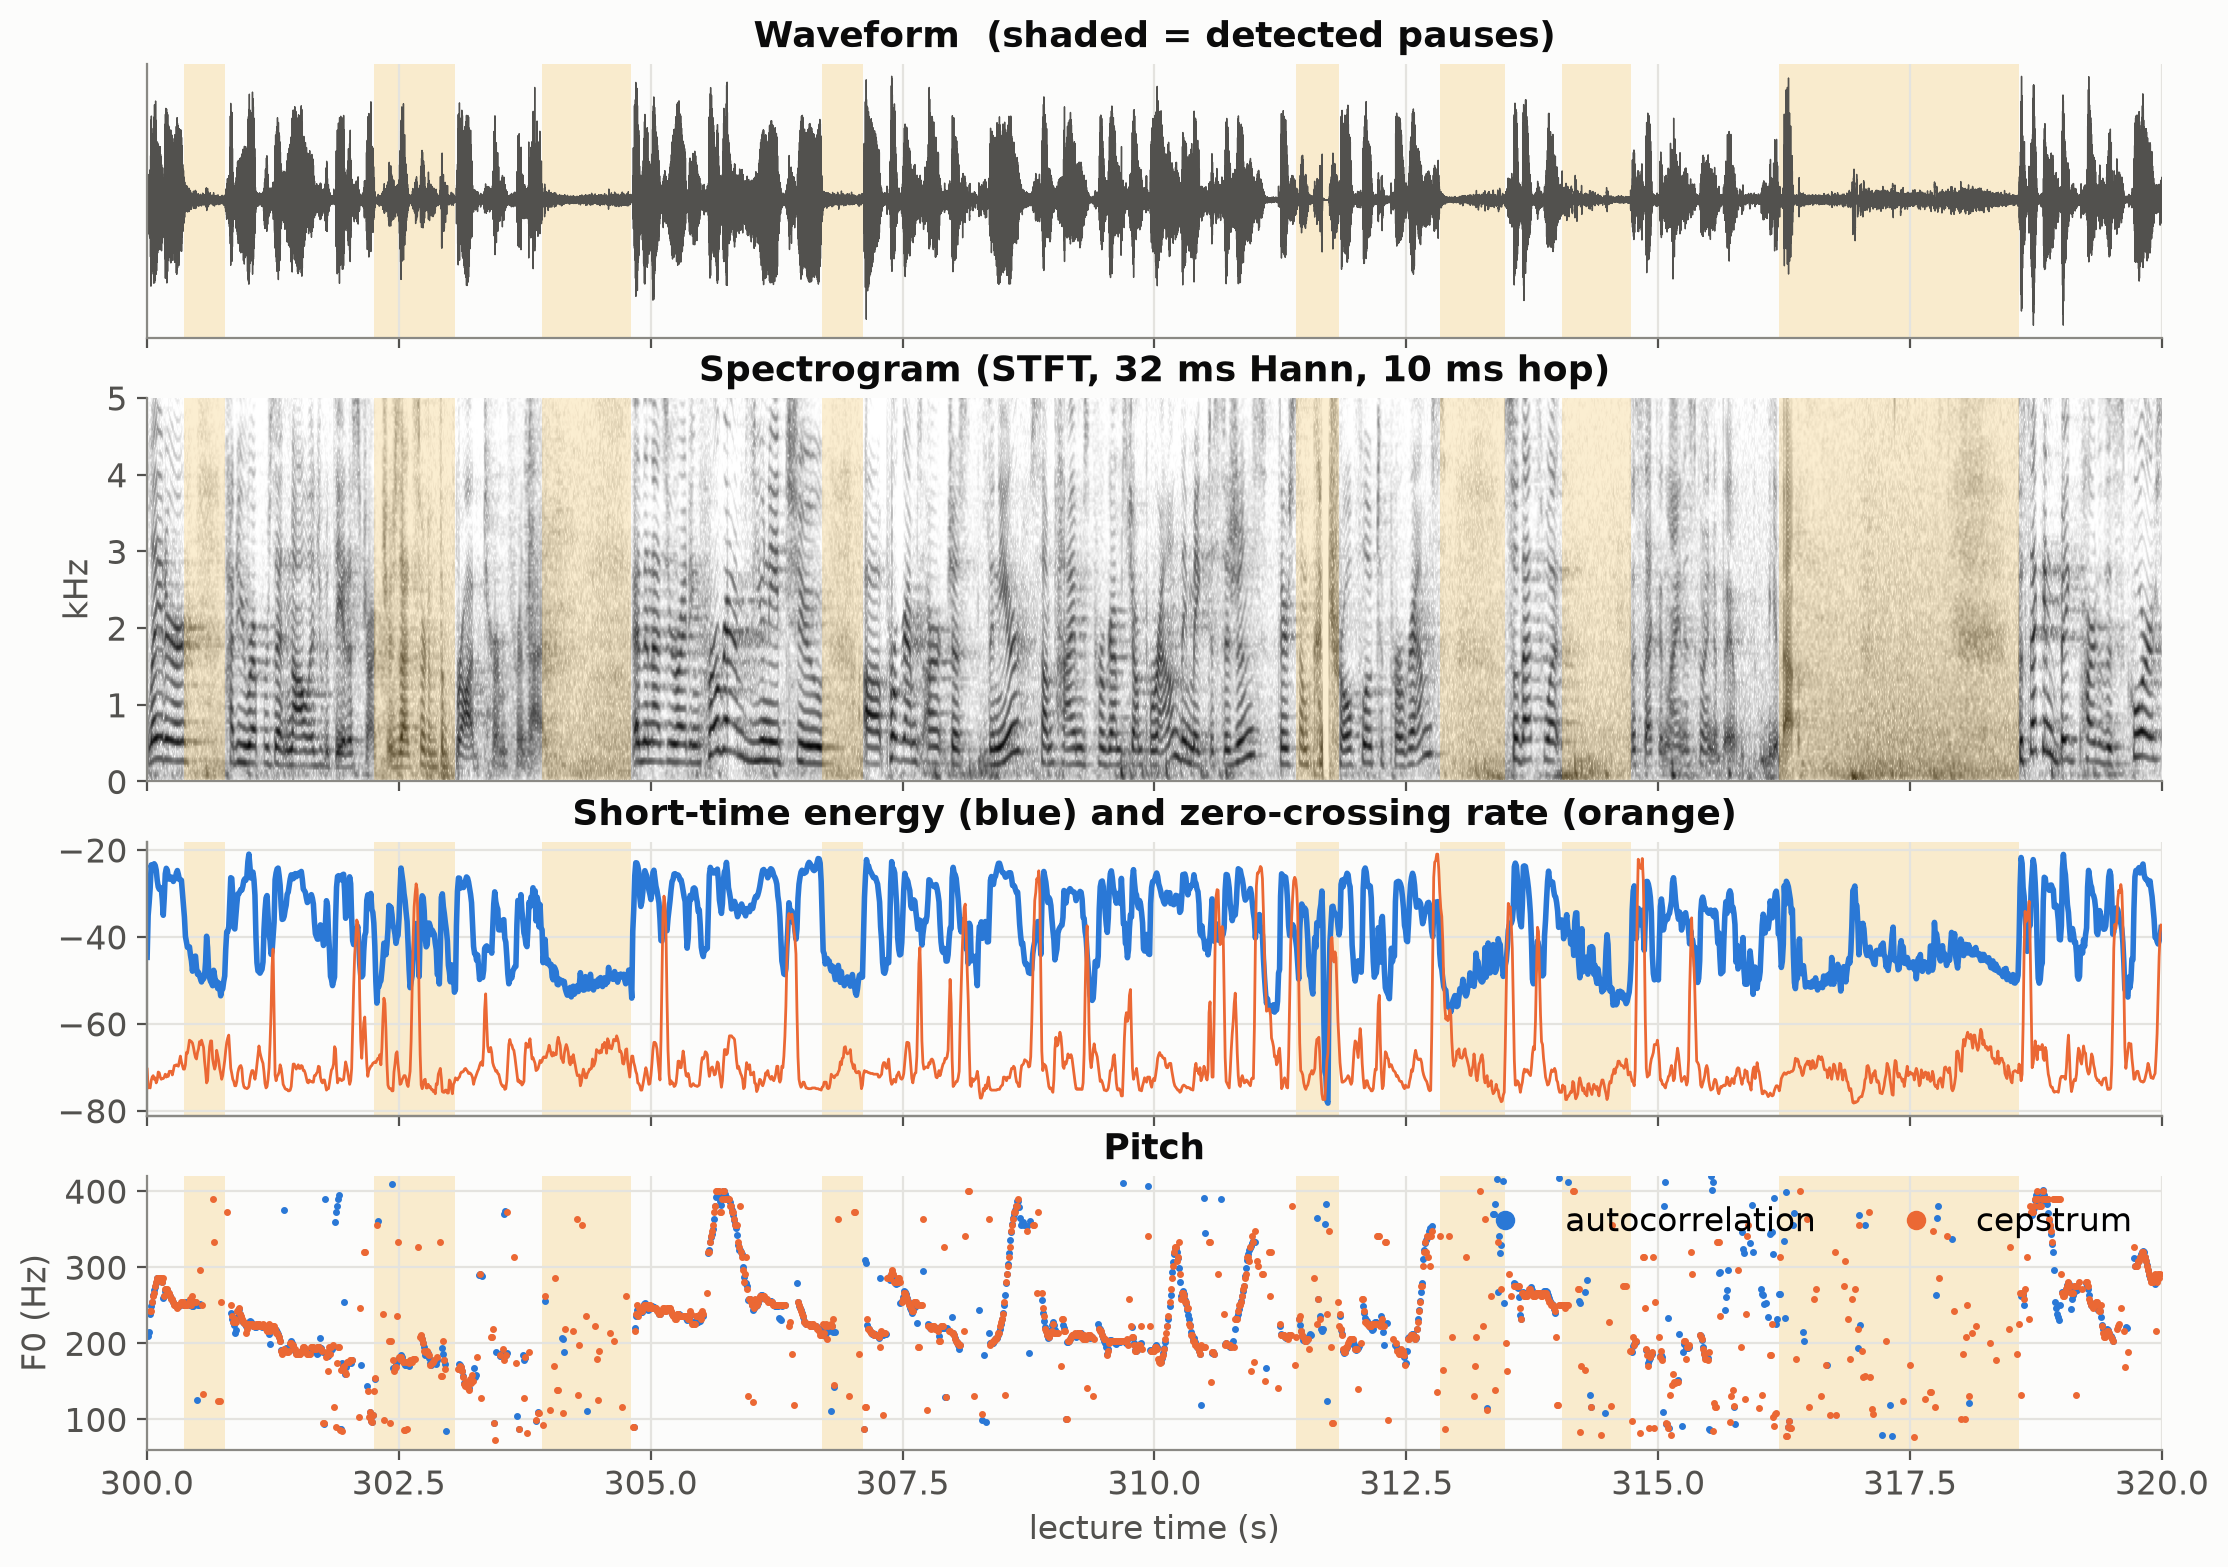 Waveform  (shaded = detected pauses)
Spectrogram (STFT, 32 ms Hann, 10 ms hop)
5
4
3
2
1
0
kHz
Short-time energy (blue) and zero-crossing rate (orange)
−20
−40
−60
−80
Pitch
400
300
200
100
F0 (Hz)
autocorrelation cepstrum
300.0 302.5 305.0 307.5 310.0 312.5 315.0 317.5 320.0
lecture time (s)